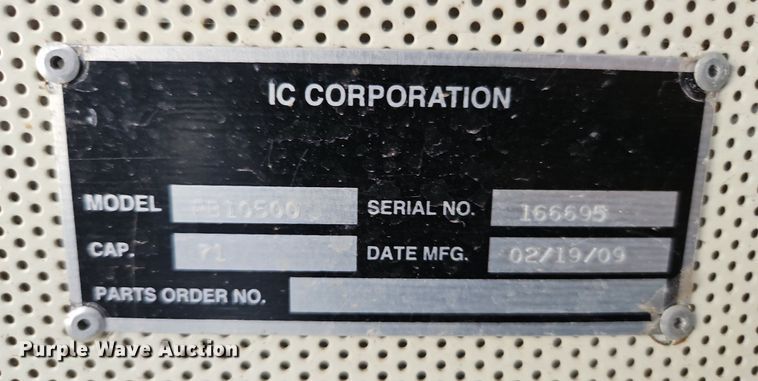 IC CORPORATION
MODEL PB10500 SERIAL NO. 166695
CAP. 71 DATE MFG. 02/19/09
PARTS ORDER NO.
Purple Wave Auction